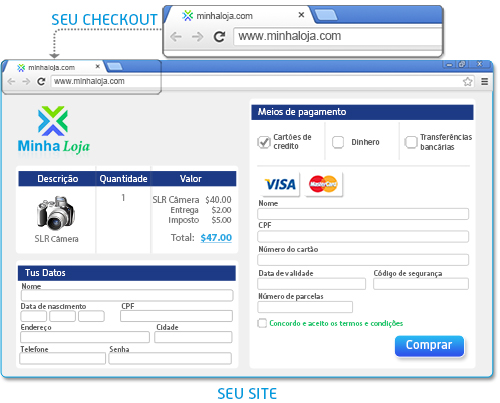 SEU CHECKOUT
minhaloja.com
www.minhaloja.com
minhaloja.com
www.minhaloja.com
Minha Loja
Descrição Quantidade Valor
SLR Câmera
1
SLR Câmera $40.00
Entrega $2.00
Imposto $5.00
Total: $47.00
Tus Datos
Nome
Data de nascimento CPF
Endereço Cidade
Telefone Senha
Meios de pagamento
Cartões de crédito
Dinhero
Transferências bancárias
VISA MasterCard
Nome
CPF
Número do cartão
Data de validade Código de segurança
Número de parcelas
Concordo e aceito os termos e condições
Comprar
SEU SITE